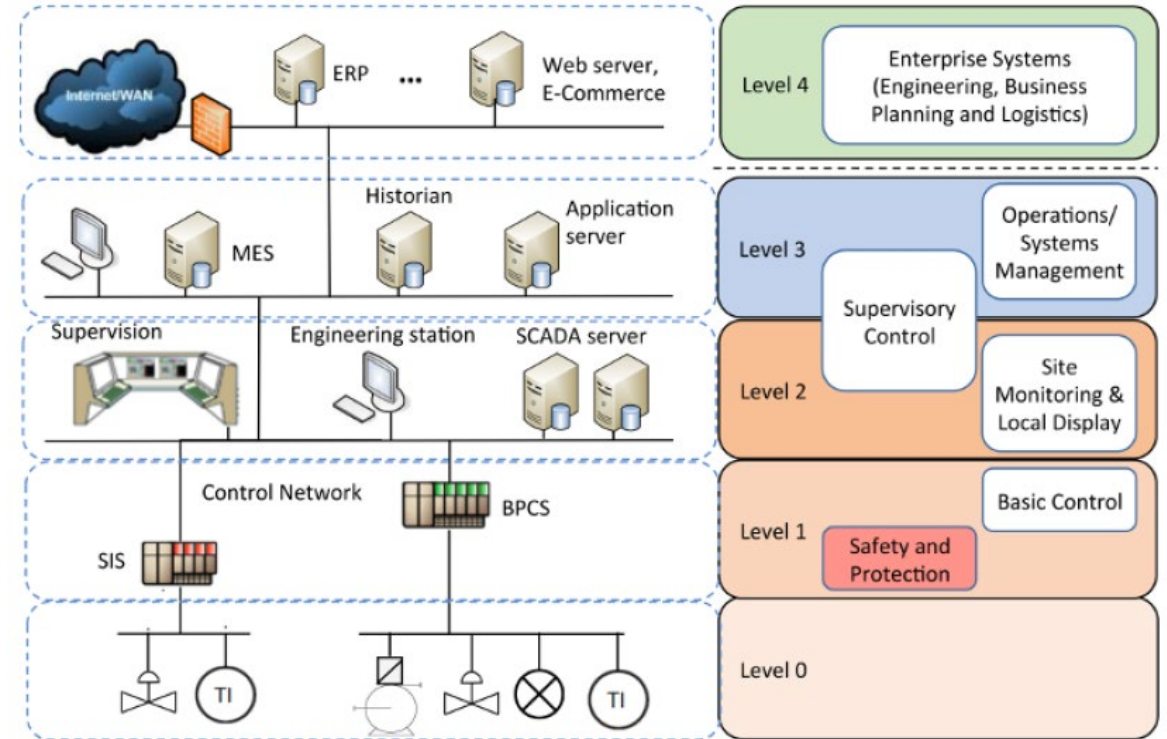 Internet/WAN
ERP
...
Web server,
E-Commerce
Level 4
Enterprise Systems
(Engineering, Business
Planning and Logistics)
MES
Historian
Application
server
Level 3
Operations/
Systems
Management
Supervisory
Control
Supervision
Engineering station
SCADA server
Level 2
Site
Monitoring &
Local Display
Control Network
BPCS
SIS
Level 1
Basic Control
Safety and
Protection
TI
TI
Level 0